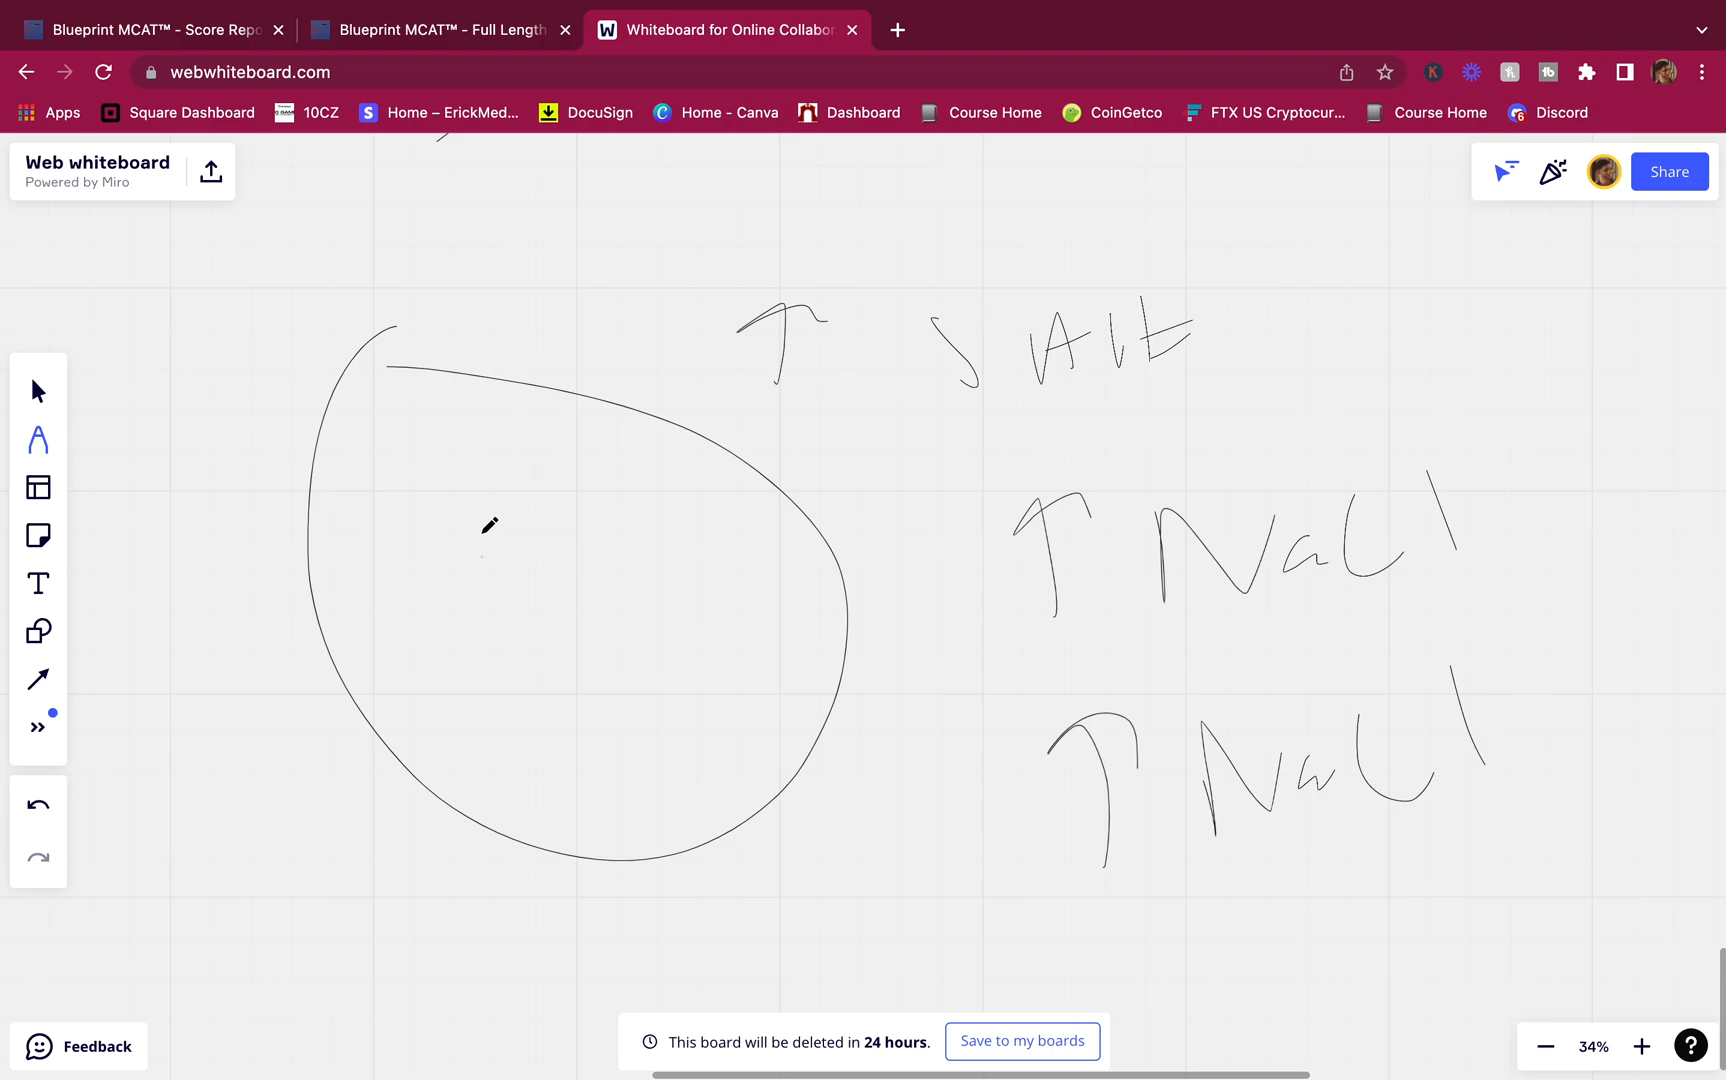 Blueprint MCAT™ - Score Repo
Blueprint MCAT™ - Full Length
W Whiteboard for Online Collabor
webwhiteboard.com
Apps Square Dashboard 10CZ Home – ErickMed... DocuSign Home - Canva Dashboard Course Home CoinGetco FTX US Cryptocur... Course Home Discord
Web whiteboard
Powered by Miro
Share
↑ SAlt
↑ NaCl
↑ NaCl
Feedback
This board will be deleted in 24 hours. Save to my boards
34%